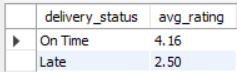 delivery_status avg_rating
On Time 4.16
Late 2.50